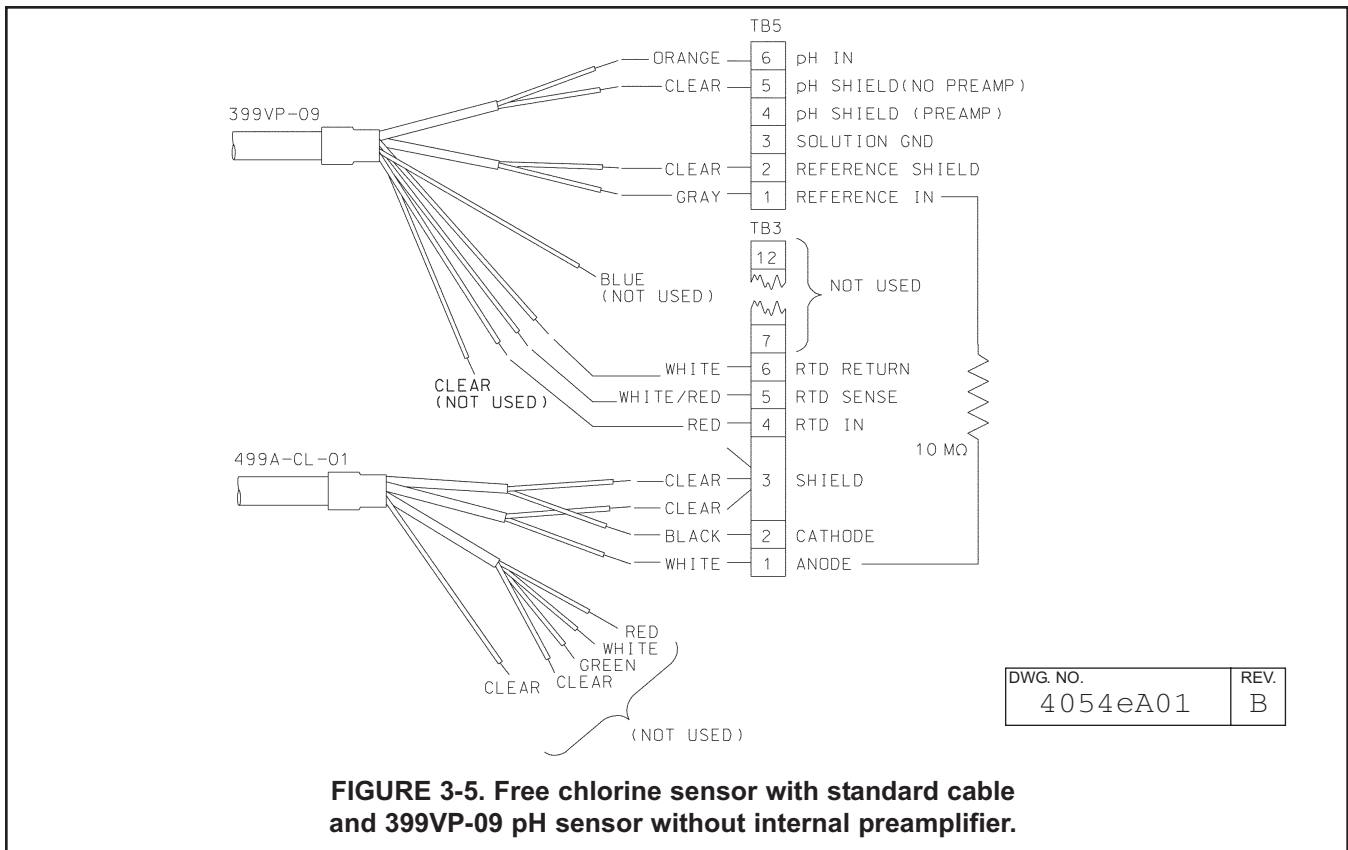 TB5
ORANGE 6 pH IN
CLEAR 5 pH SHIELD(NO PREAMP)
399VP-09
4 pH SHIELD (PREAMP)
3 SOLUTION GND
CLEAR 2 REFERENCE SHIELD
GRAY 1 REFERENCE IN
TB3
12
BLUE
(NOT USED)
NOT USED
7
WHITE 6 RTD RETURN
CLEAR
(NOT USED)
WHITE/RED 5 RTD SENSE
RED 4 RTD IN
10 MΩ
499A-CL-01
CLEAR 3 SHIELD
CLEAR
BLACK 2 CATHODE
WHITE 1 ANODE
RED
WHITE
GREEN
CLEAR
CLEAR
(NOT USED)
DWG. NO. REV.
4054eA01 B
FIGURE 3-5. Free chlorine sensor with standard cable
and 399VP-09 pH sensor without internal preamplifier.